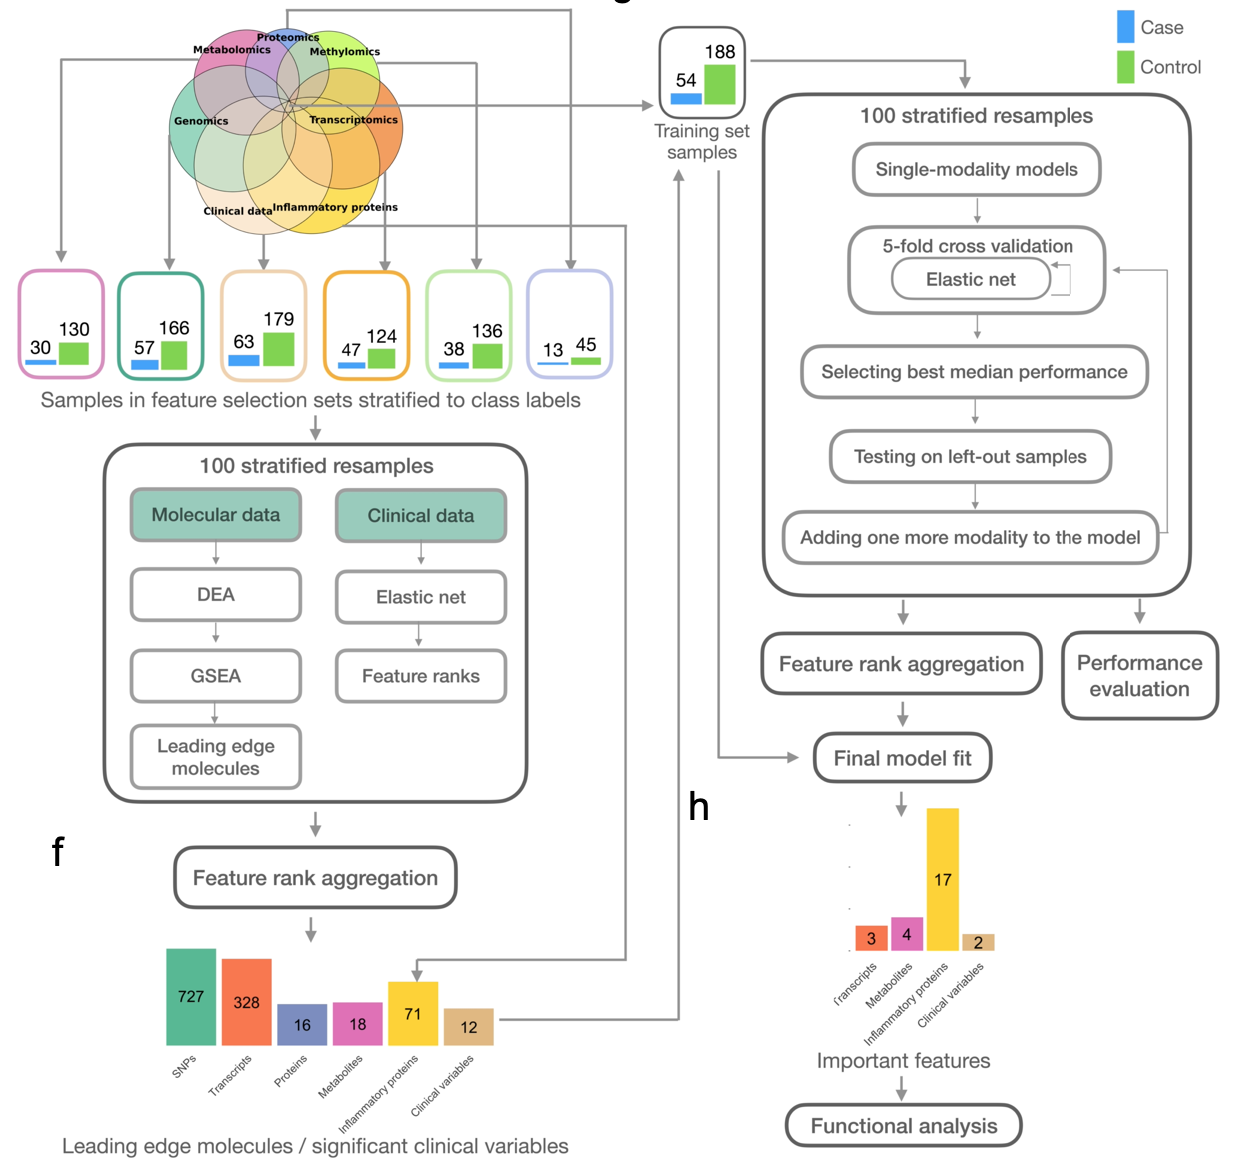 g
Proteomics
Metabolomics
Methylomics
Genomics
Transcriptomics
Clinical data
Inflammatory proteins
54
188
Training set
samples
Case
Control
30
130
57
166
63
179
47
124
38
136
13
45
Samples in feature selection sets stratified to class labels
100 stratified resamples
Molecular data
Clinical data
DEA
Elastic net
GSEA
Feature ranks
Leading edge
molecules
f
Feature rank aggregation
727
328
16
18
71
12
SNPs
Transcripts
Proteins
Metabolites
Inflammatory proteins
Clinical variables
Leading edge molecules / significant clinical variables
100 stratified resamples
Single-modality models
5-fold cross validation
Elastic net
Selecting best median performance
Testing on left-out samples
Adding one more modality to the model
Feature rank aggregation
Performance
evaluation
Final model fit
h
3
4
17
2
Transcripts
Metabolites
Inflammatory proteins
Clinical variables
Important features
Functional analysis